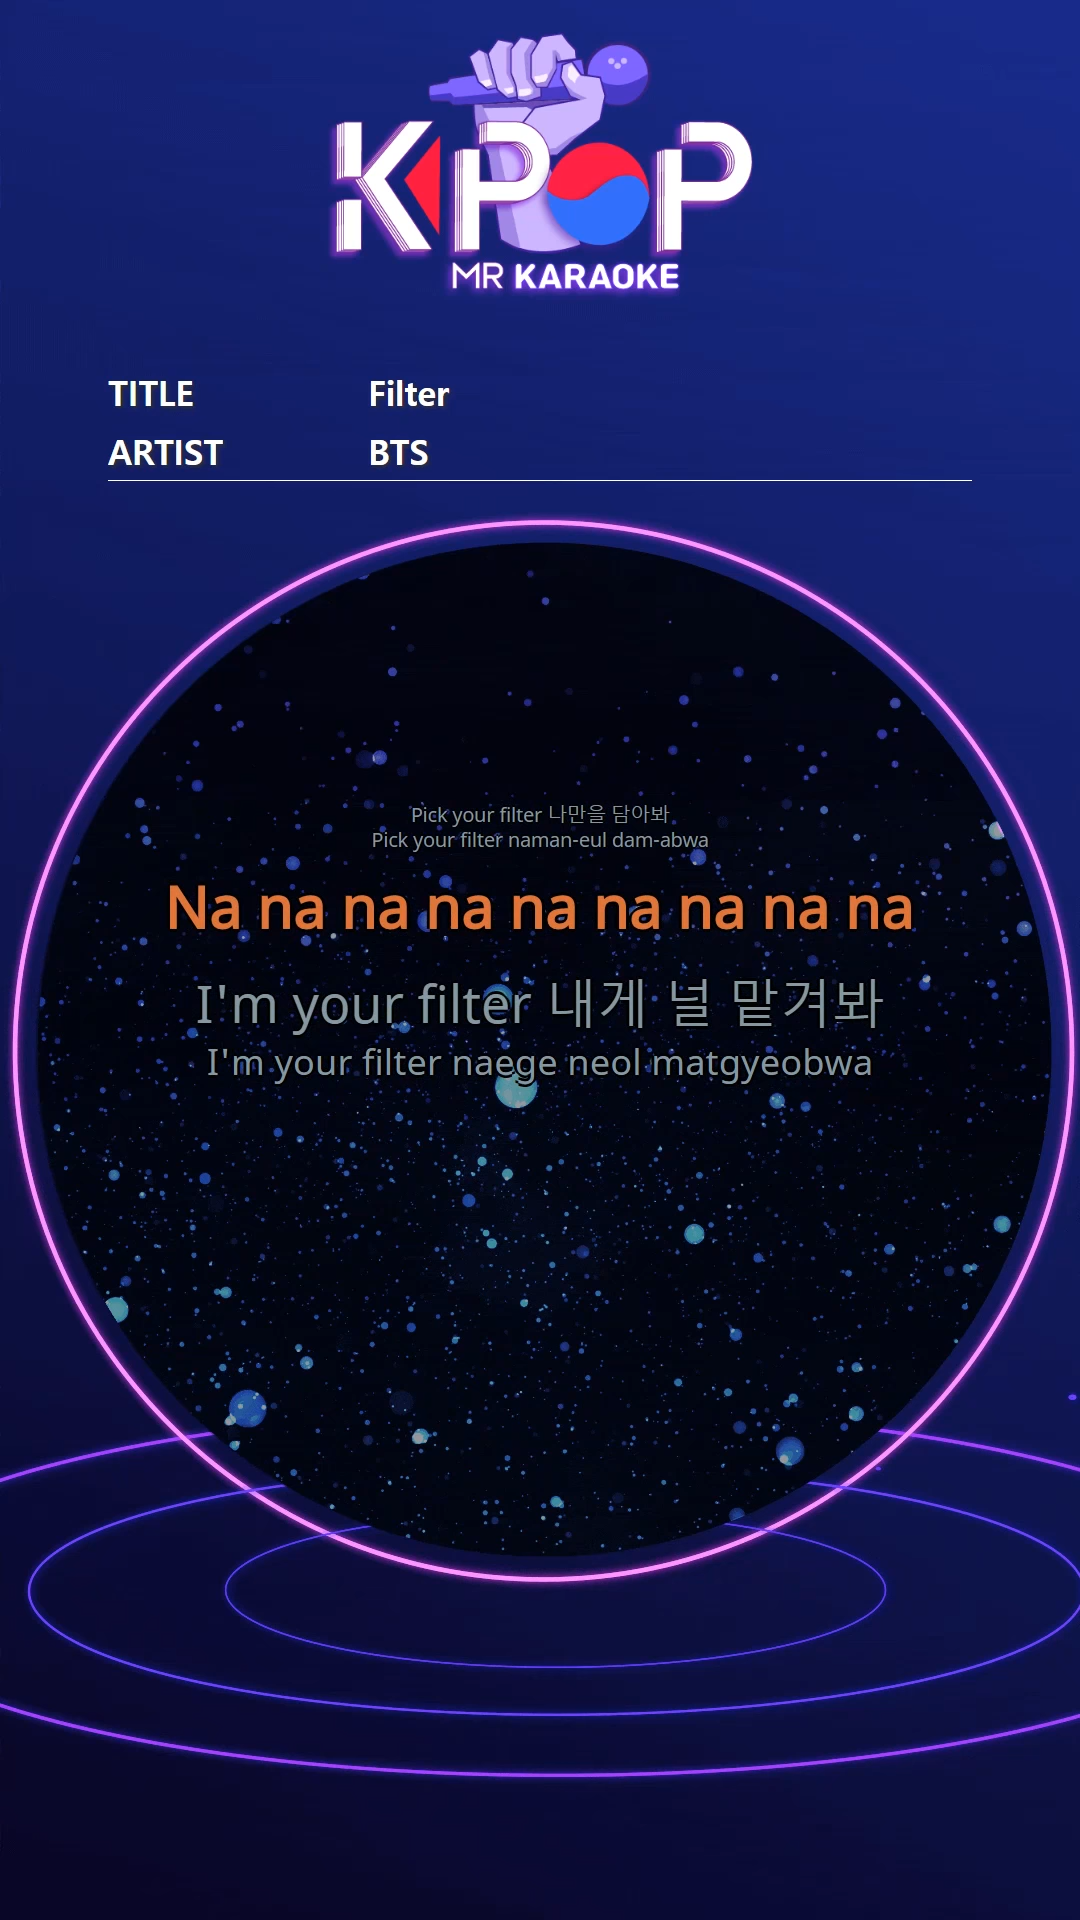 KPOP
MR KARAOKE
TITLE Filter
ARTIST BTS
Pick your filter 나만을 담아봐
Pick your filter naman-eul dam-abwa
Na na na na na na na na na
I'm your filter 내게 널 맡겨봐
I'm your filter naege neol matgyeobwa